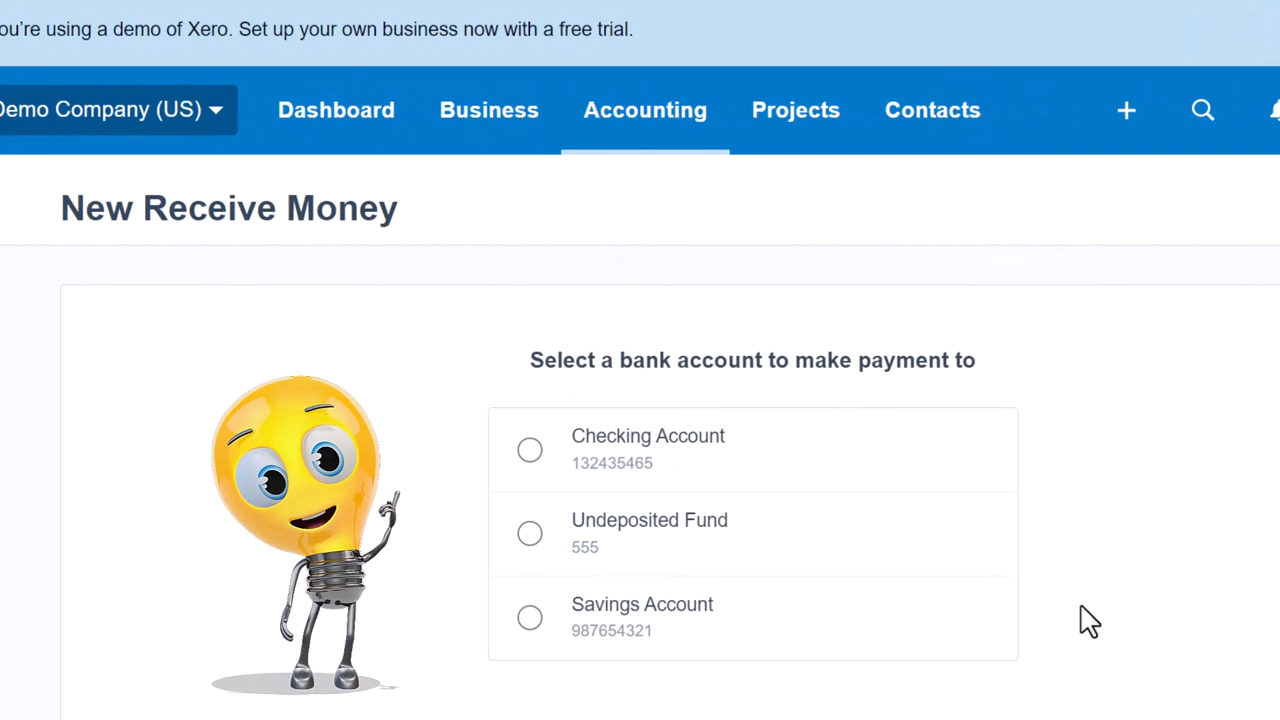 ou're using a demo of Xero. Set up your own business now with a free trial.
Demo Company (US) Dashboard Business Accounting Projects Contacts
New Receive Money
Select a bank account to make payment to
Checking Account
132435465
Undeposited Fund
555
Savings Account
987654321